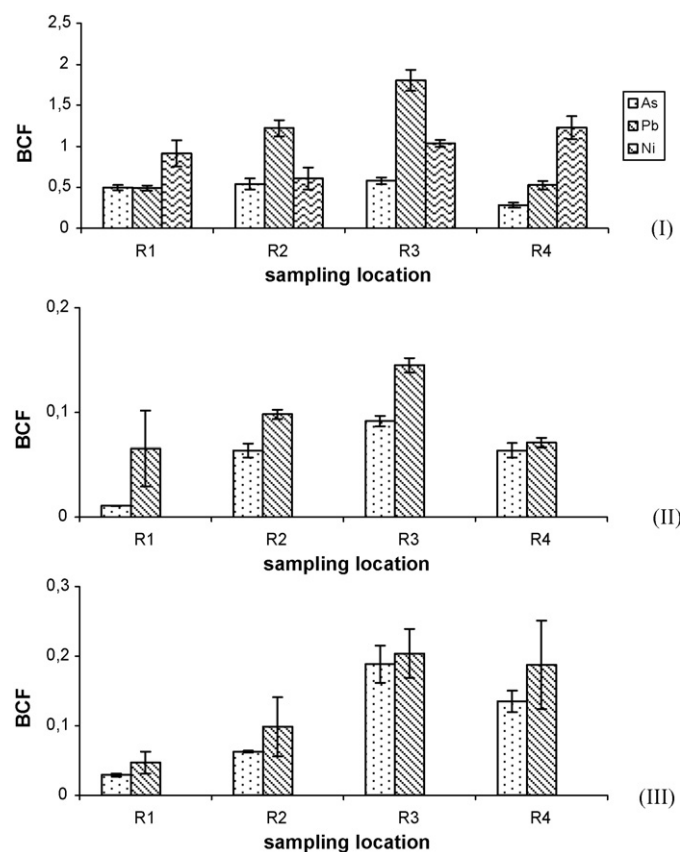 2,5
2
1,5
1
0,5
0
BCF
R1 R2 R3 R4
sampling location
As
Pb
Ni
(I)
0,2
0,1
0
BCF
R1 R2 R3 R4
sampling location
(II)
0,3
0,2
0,1
0
BCF
R1 R2 R3 R4
sampling location
(III)